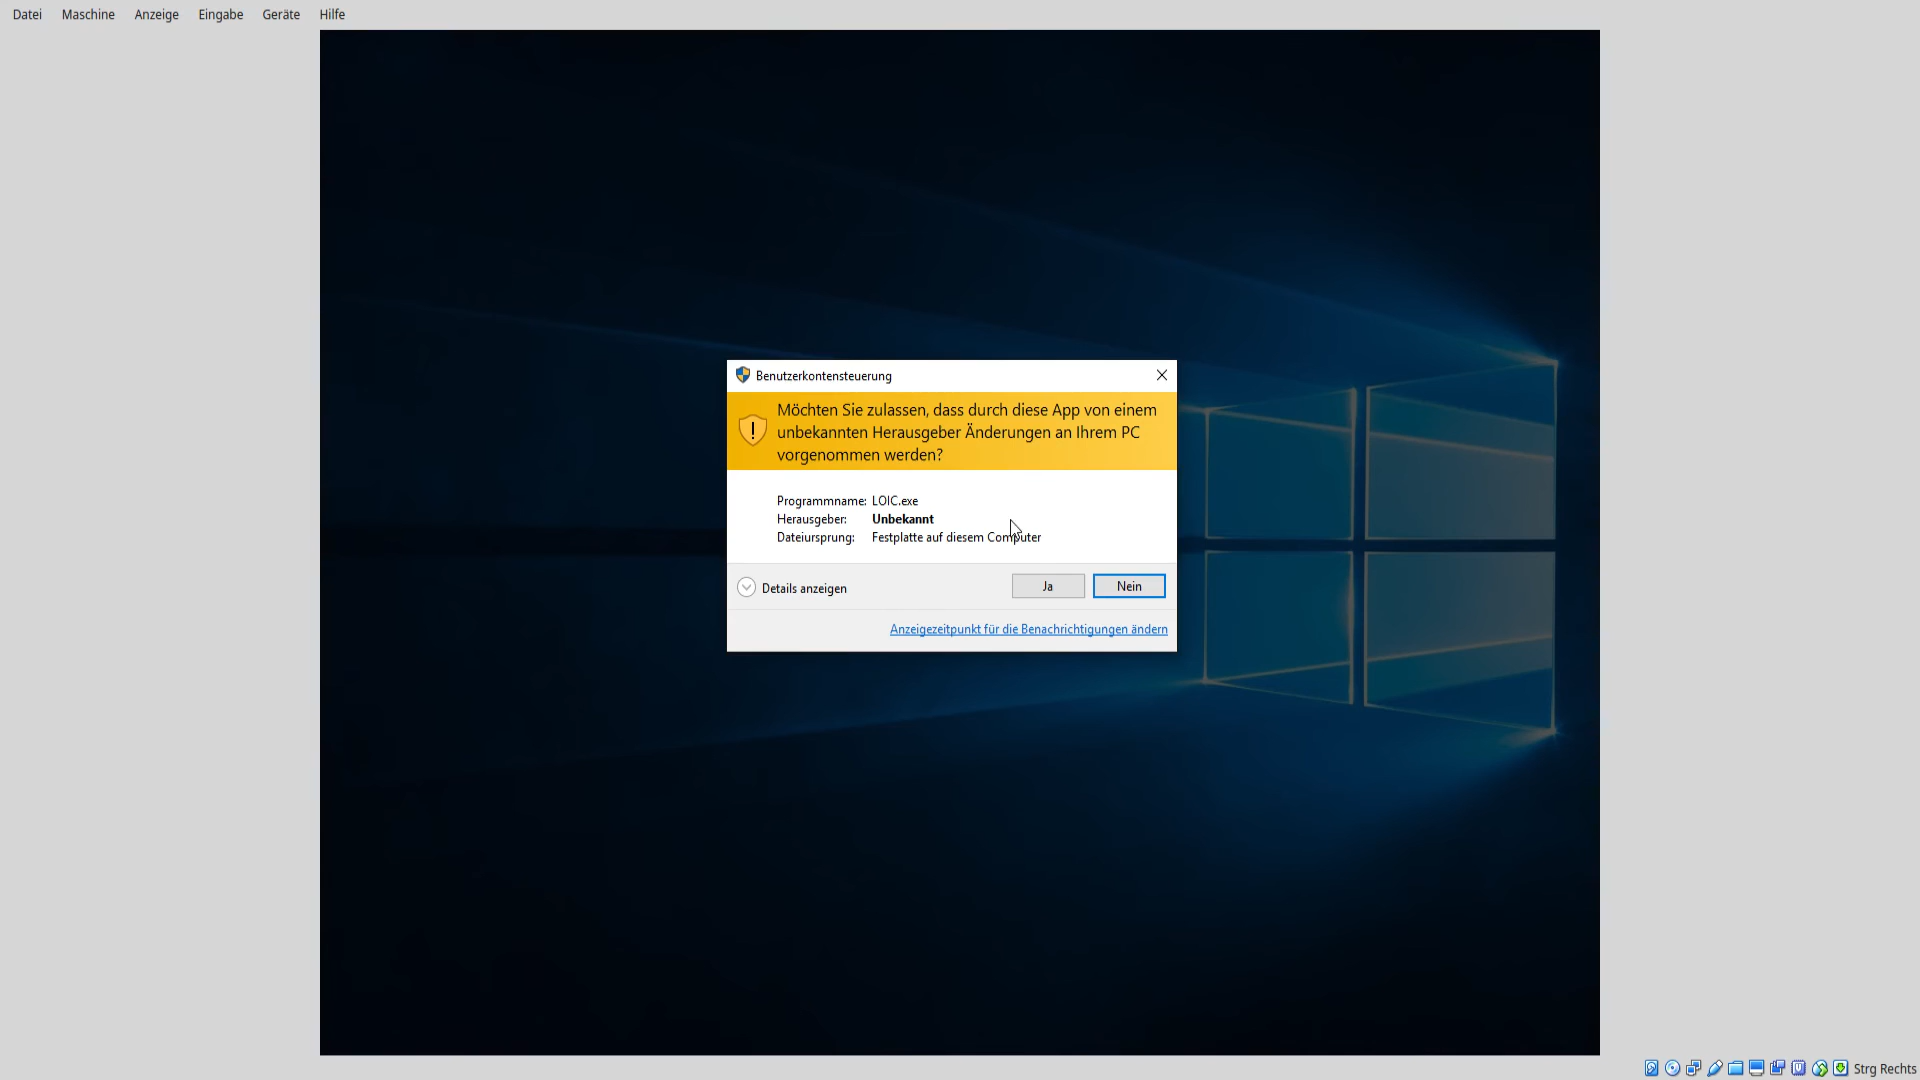 Datei Maschine Anzeige Eingabe Geräte Hilfe
Benutzerkontensteuerung
Möchten Sie zulassen, dass durch diese App von einem
unbekannten Herausgeber Änderungen an Ihrem PC
vorgenommen werden?
Programmname: LOIC.exe
Herausgeber: Unbekannt
Dateiursprung: Festplatte auf diesem Computer
Details anzeigen
Ja
Nein
Anzeigezeitpunkt für die Benachrichtigungen ändern
Strg Rechts